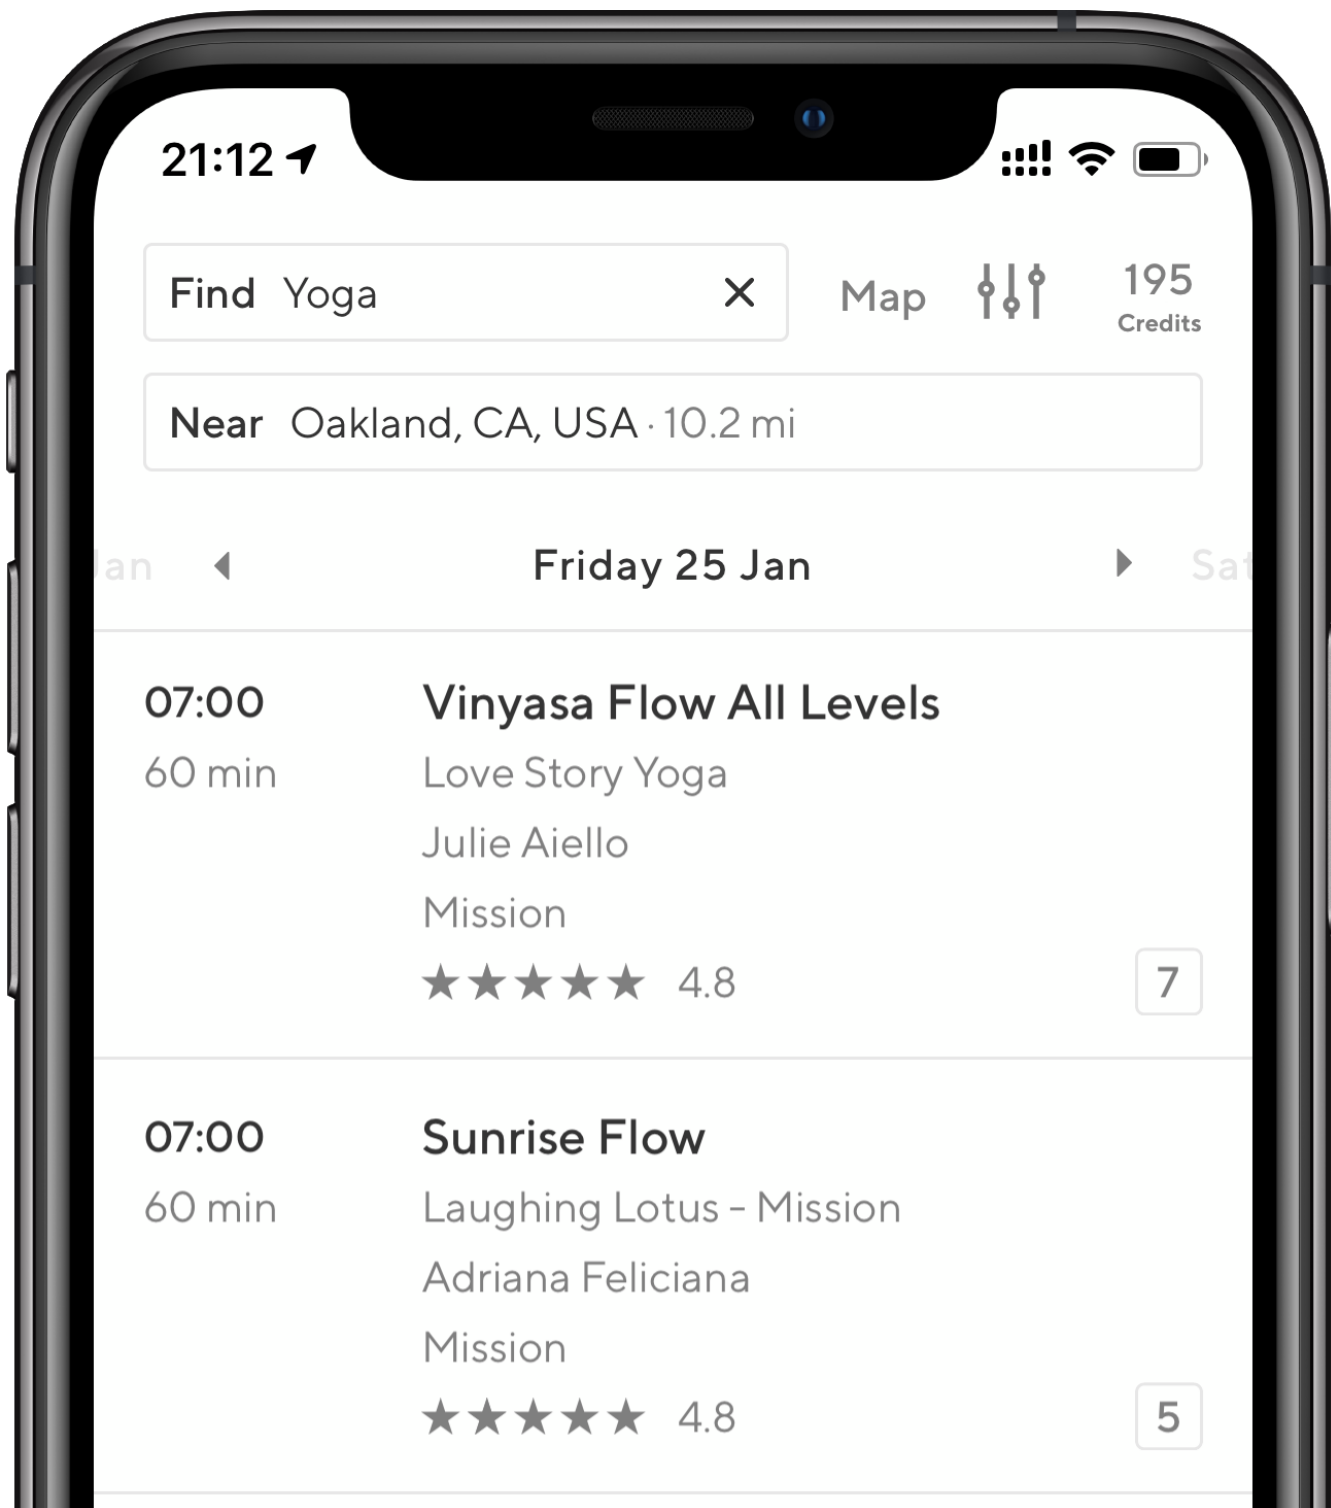 21:12
Find Yoga
Map
195
Credits
Near Oakland, CA, USA · 10.2 mi
Jan
Friday 25 Jan
Sat
07:00 Vinyasa Flow All Levels
60 min Love Story Yoga
Julie Aiello
Mission
★★★★★ 4.8 7
07:00 Sunrise Flow
60 min Laughing Lotus - Mission
Adriana Feliciana
Mission
★★★★★ 4.8 5